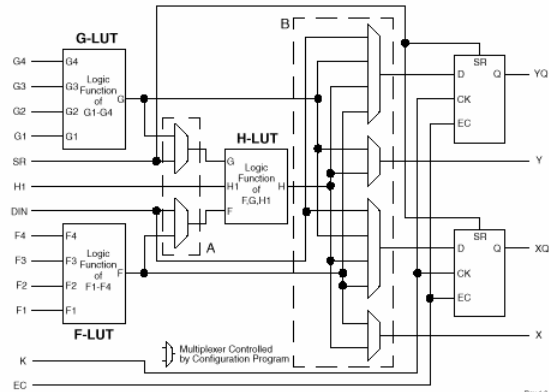 G-LUT
B
G4
G3
G2
G1
G4
G3
G2
G1
Logic
Function
of
G1-G4
G
SR
H1
DIN
H-LUT
G
H1
F
Logic
Function
of
F,G,H1
H
A
F4
F3
F2
F1
F4
F3
F2
F1
Logic
Function
of
F1-F4
F
F-LUT
SR
D
Q
CK
EC
YQ
Y
SR
D
Q
CK
EC
XQ
X
Multiplexer Controlled
by Configuration Program
K
EC